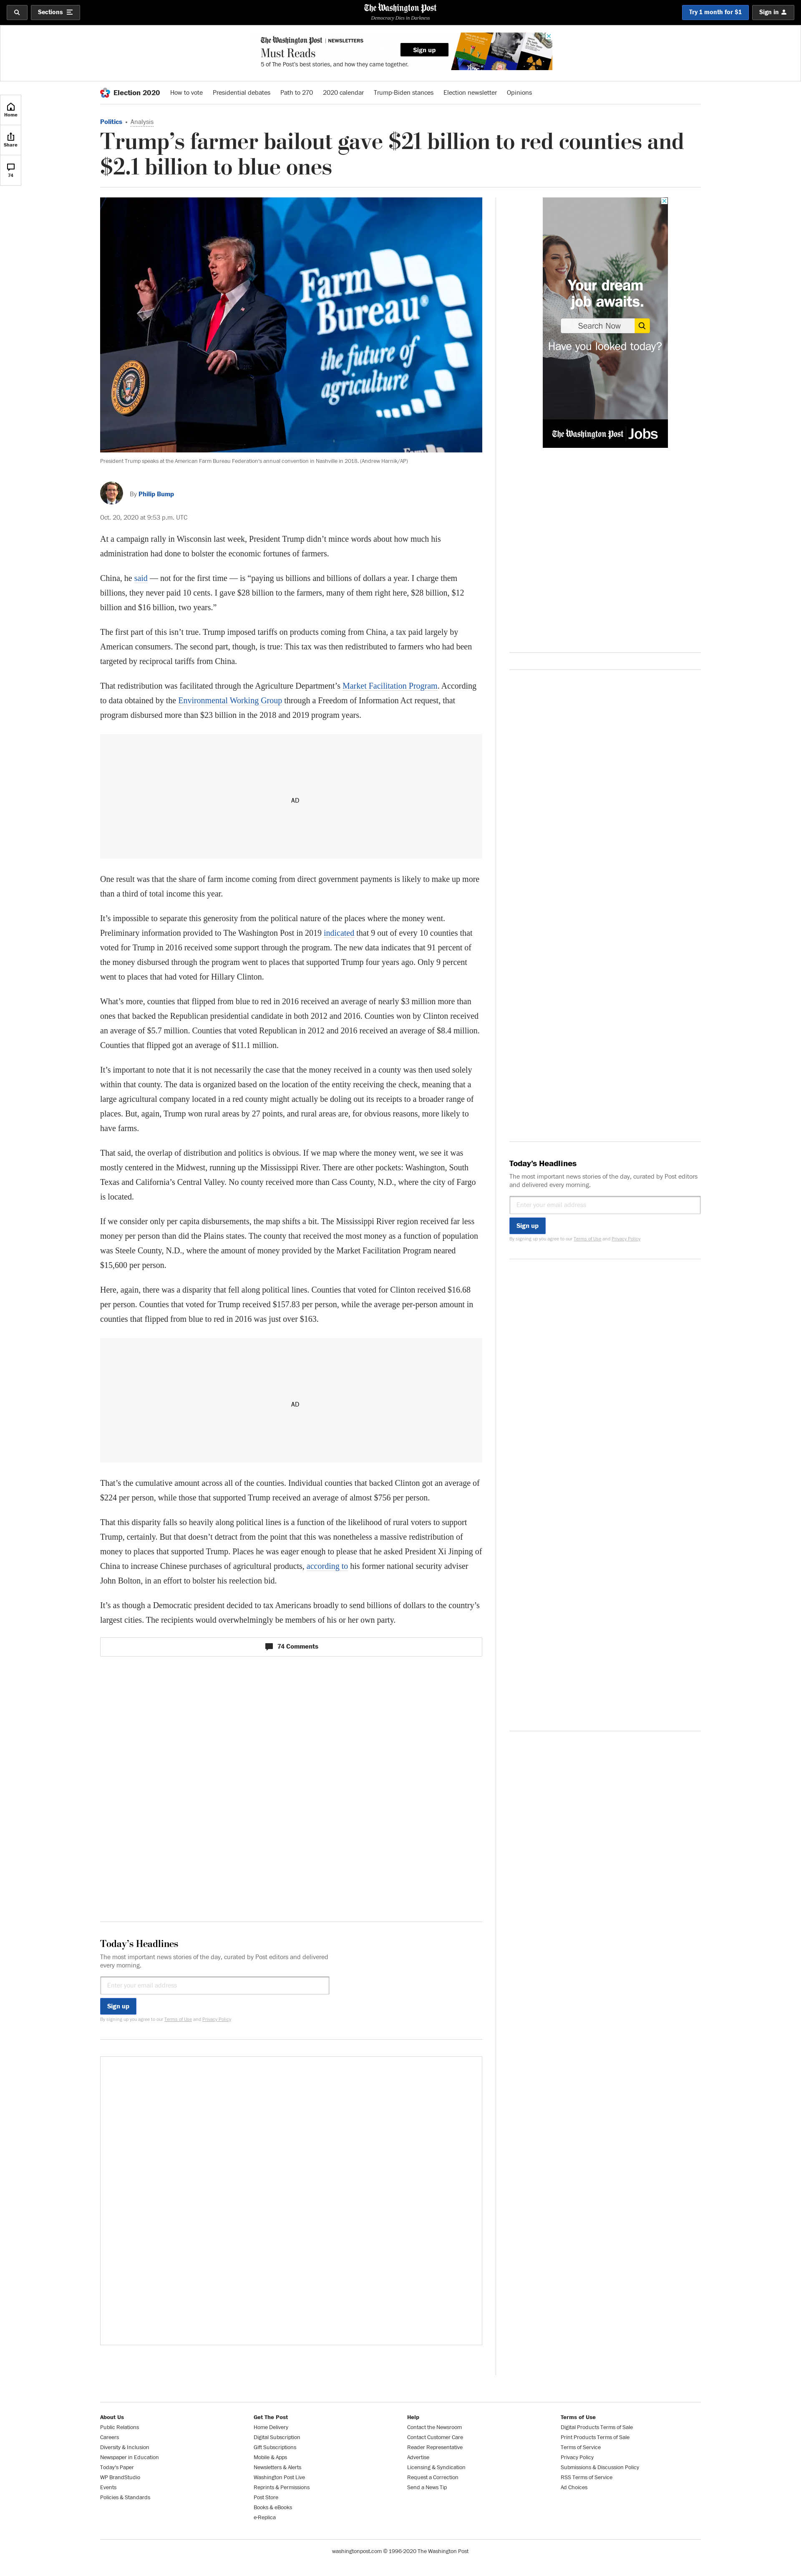 Sections
The Washington Post
Democracy Dies in Darkness
Try 1 month for $1
Sign in
The Washington Post | NEWSLETTERS
Must Reads
5 of The Post's best stories, and how they came together.
Sign up
Home
Share
74
Election 2020
How to vote
Presidential debates
Path to 270
2020 calendar
Trump-Biden stances
Election newsletter
Opinions
Politics • Analysis
Trump’s farmer bailout gave $21 billion to red counties and
$2.1 billion to blue ones
FARM BUREAU®
the future of
agriculture
Farm Bureau
President Trump speaks at the American Farm Bureau Federation's annual convention in Nashville in 2018. (Andrew Harnik/AP)
By Philip Bump
Oct. 20, 2020 at 9:53 p.m. UTC
At a campaign rally in Wisconsin last week, President Trump didn’t mince words about how much his
administration had done to bolster the economic fortunes of farmers.
China, he said — not for the first time — is “paying us billions and billions of dollars a year. I charge them
billions, they never paid 10 cents. I gave $28 billion to the farmers, many of them right here, $28 billion, $12
billion and $16 billion, two years.”
The first part of this isn’t true. Trump imposed tariffs on products coming from China, a tax paid largely by
American consumers. The second part, though, is true: This tax was then redistributed to farmers who had been
targeted by reciprocal tariffs from China.
That redistribution was facilitated through the Agriculture Department’s Market Facilitation Program. According
to data obtained by the Environmental Working Group through a Freedom of Information Act request, that
program disbursed more than $23 billion in the 2018 and 2019 program years.
AD
One result was that the share of farm income coming from direct government payments is likely to make up more
than a third of total income this year.
It’s impossible to separate this generosity from the political nature of the places where the money went.
Preliminary information provided to The Washington Post in 2019 indicated that 9 out of every 10 counties that
voted for Trump in 2016 received some support through the program. The new data indicates that 91 percent of
the money disbursed through the program went to places that supported Trump four years ago. Only 9 percent
went to places that had voted for Hillary Clinton.
What’s more, counties that flipped from blue to red in 2016 received an average of nearly $3 million more than
ones that backed the Republican presidential candidate in both 2012 and 2016. Counties won by Clinton received
an average of $5.7 million. Counties that voted Republican in 2012 and 2016 received an average of $8.4 million.
Counties that flipped got an average of $11.1 million.
It’s important to note that it is not necessarily the case that the money received in a county was then used solely
within that county. The data is organized based on the location of the entity receiving the check, meaning that a
large agricultural company located in a red county might actually be doling out its receipts to a broader range of
places. But, again, Trump won rural areas by 27 points, and rural areas are, for obvious reasons, more likely to
have farms.
That said, the overlap of distribution and politics is obvious. If we map where the money went, we see it was
mostly centered in the Midwest, running up the Mississippi River. There are other pockets: Washington, South
Texas and California’s Central Valley. No county received more than Cass County, N.D., where the city of Fargo
is located.
If we consider only per capita disbursements, the map shifts a bit. The Mississippi River region received far less
money per person than did the Plains states. The county that received the most money as a function of population
was Steele County, N.D., where the amount of money provided by the Market Facilitation Program neared
$15,600 per person.
Here, again, there was a disparity that fell along political lines. Counties that voted for Clinton received $16.68
per person. Counties that voted for Trump received $157.83 per person, while the average per-person amount in
counties that flipped from blue to red in 2016 was just over $163.
AD
That’s the cumulative amount across all of the counties. Individual counties that backed Clinton got an average of
$224 per person, while those that supported Trump received an average of almost $756 per person.
That this disparity falls so heavily along political lines is a function of the likelihood of rural voters to support
Trump, certainly. But that doesn’t detract from the point that this was nonetheless a massive redistribution of
money to places that supported Trump. Places he was eager enough to please that he asked President Xi Jinping of
China to increase Chinese purchases of agricultural products, according to his former national security adviser
John Bolton, in an effort to bolster his reelection bid.
It’s as though a Democratic president decided to tax Americans broadly to send billions of dollars to the country’s
largest cities. The recipients would overwhelmingly be members of his or her own party.
74 Comments
Today’s Headlines
The most important news stories of the day, curated by Post editors and delivered
every morning.
Enter your email address
Sign up
By signing up you agree to our Terms of Use and Privacy Policy
Your dream
job awaits.
Search Now
Have you looked today?
The Washington Post Jobs
Today’s Headlines
The most important news stories of the day, curated by Post editors
and delivered every morning.
Enter your email address
Sign up
By signing up you agree to our Terms of Use and Privacy Policy
About Us
Public Relations
Careers
Diversity & Inclusion
Newspaper in Education
Today's Paper
WP BrandStudio
Events
Policies & Standards
Get The Post
Home Delivery
Digital Subscription
Gift Subscriptions
Mobile & Apps
Newsletters & Alerts
Washington Post Live
Reprints & Permissions
Post Store
Books & eBooks
e-Replica
Help
Contact the Newsroom
Contact Customer Care
Reader Representative
Advertise
Licensing & Syndication
Request a Correction
Send a News Tip
Terms of Use
Digital Products Terms of Sale
Print Products Terms of Sale
Terms of Service
Privacy Policy
Submissions & Discussion Policy
RSS Terms of Service
Ad Choices
washingtonpost.com © 1996-2020 The Washington Post